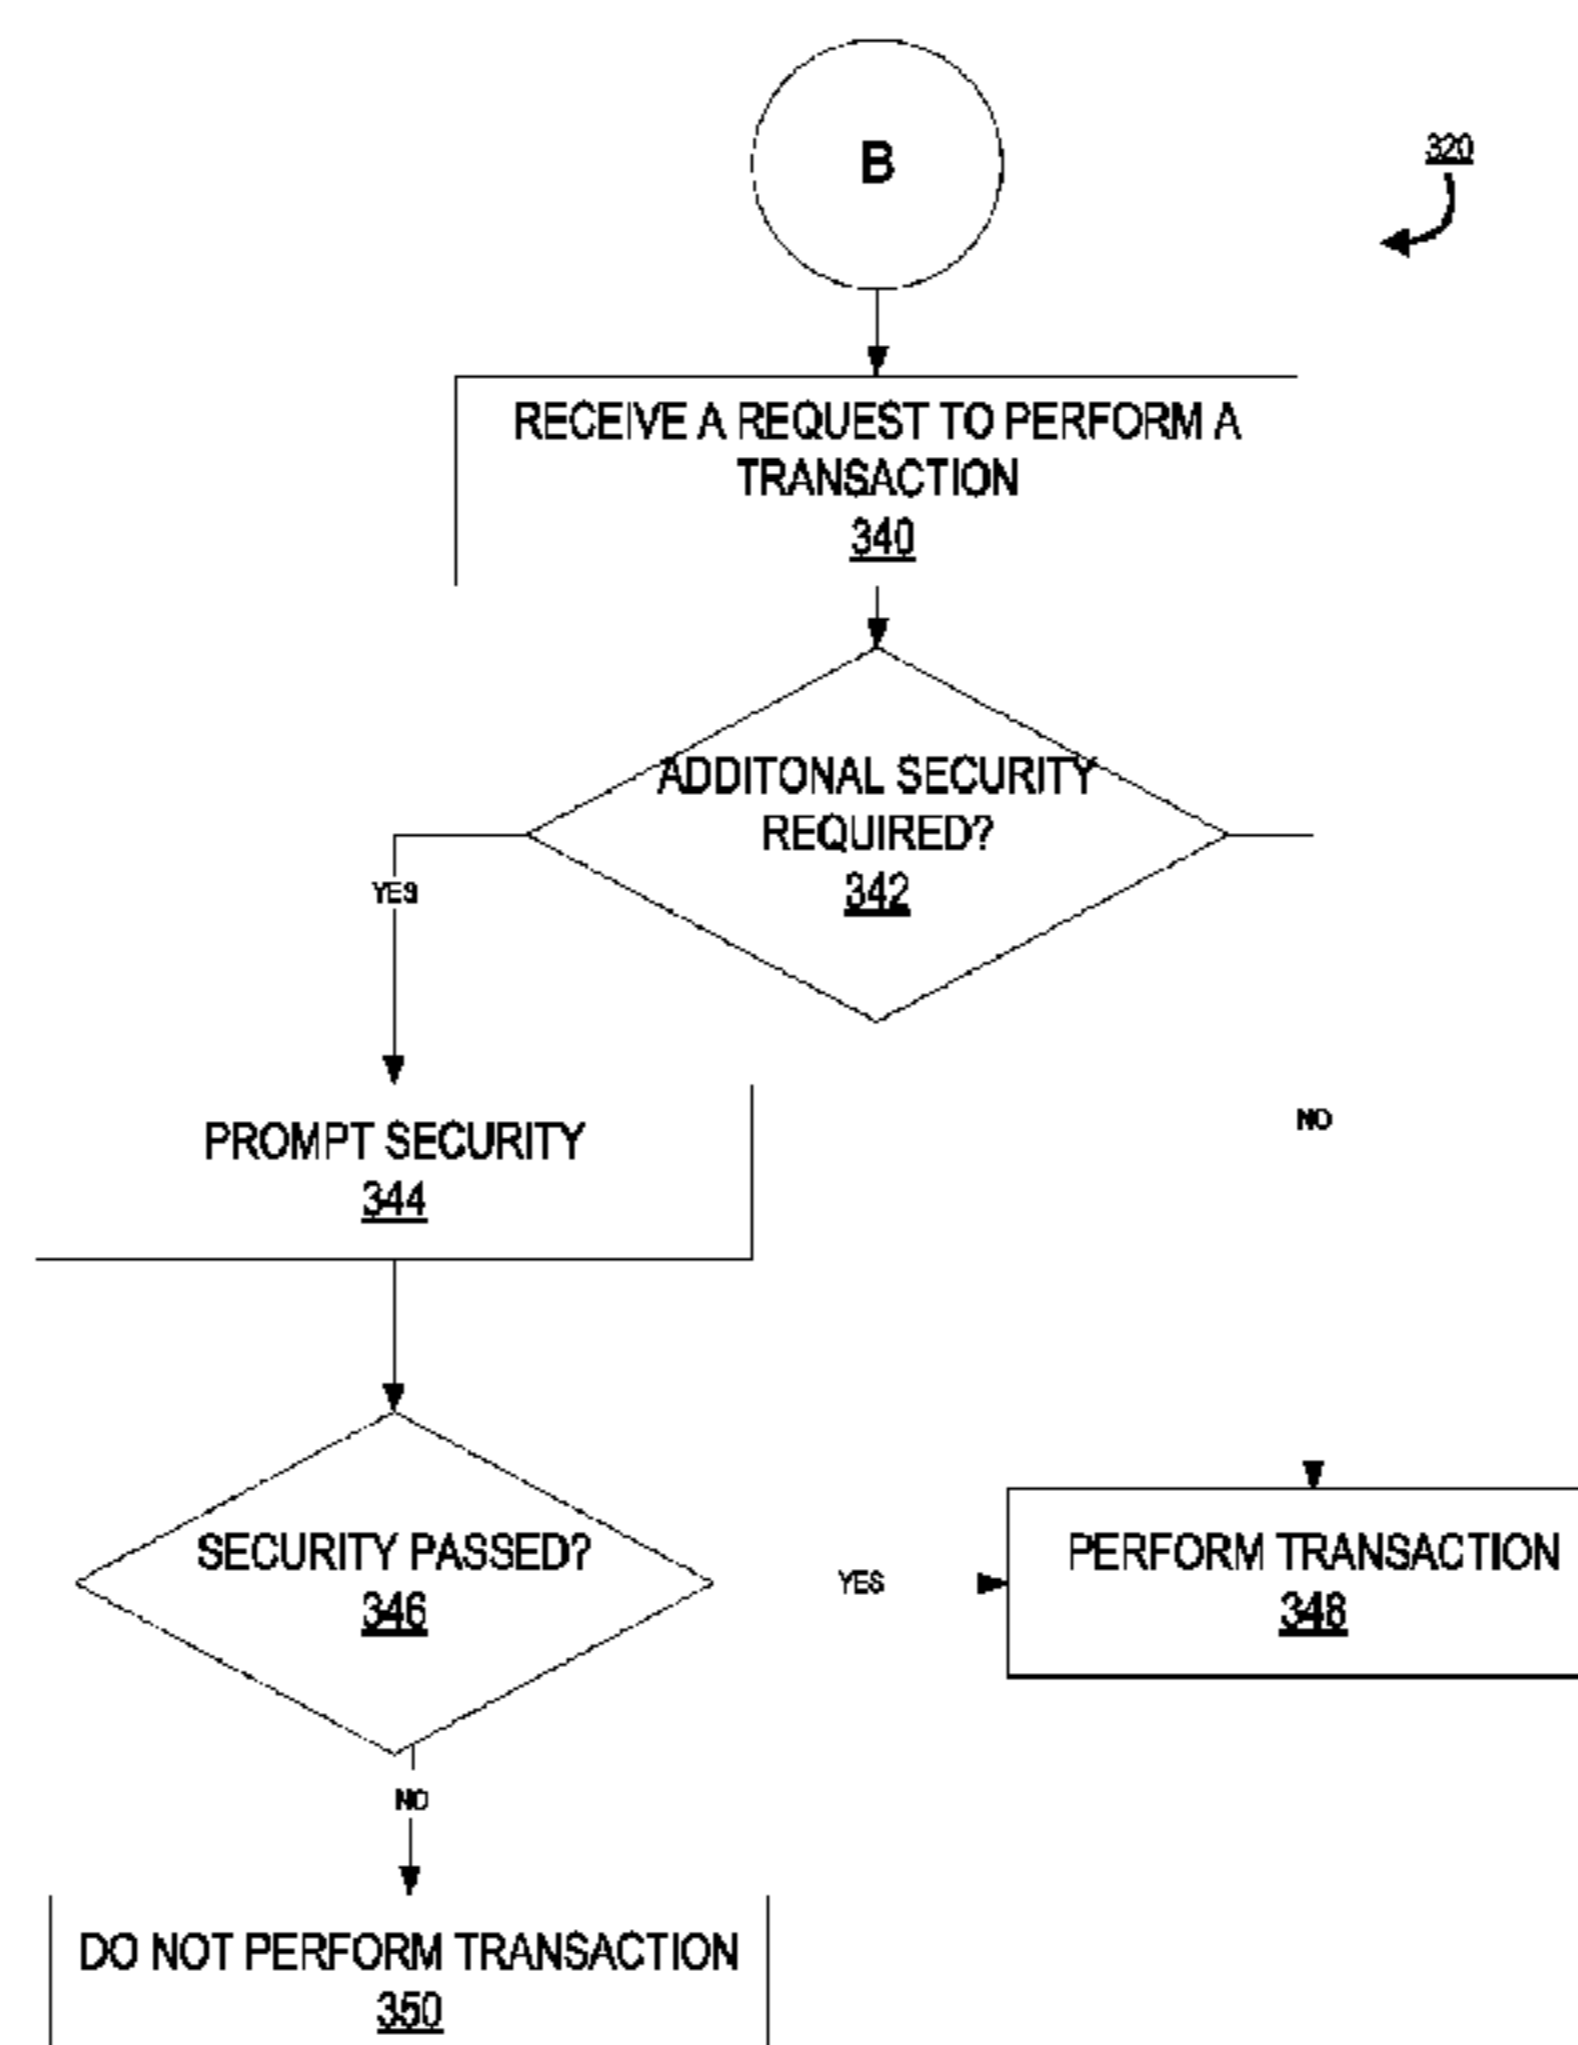 B
320
RECEIVE A REQUEST TO PERFORM A
TRANSACTION
340
ADDITONAL SECURITY
REQUIRED?
342
YES
NO
PROMPT SECURITY
344
SECURITY PASSED?
346
YES
PERFORM TRANSACTION
348
NO
DO NOT PERFORM TRANSACTION
350